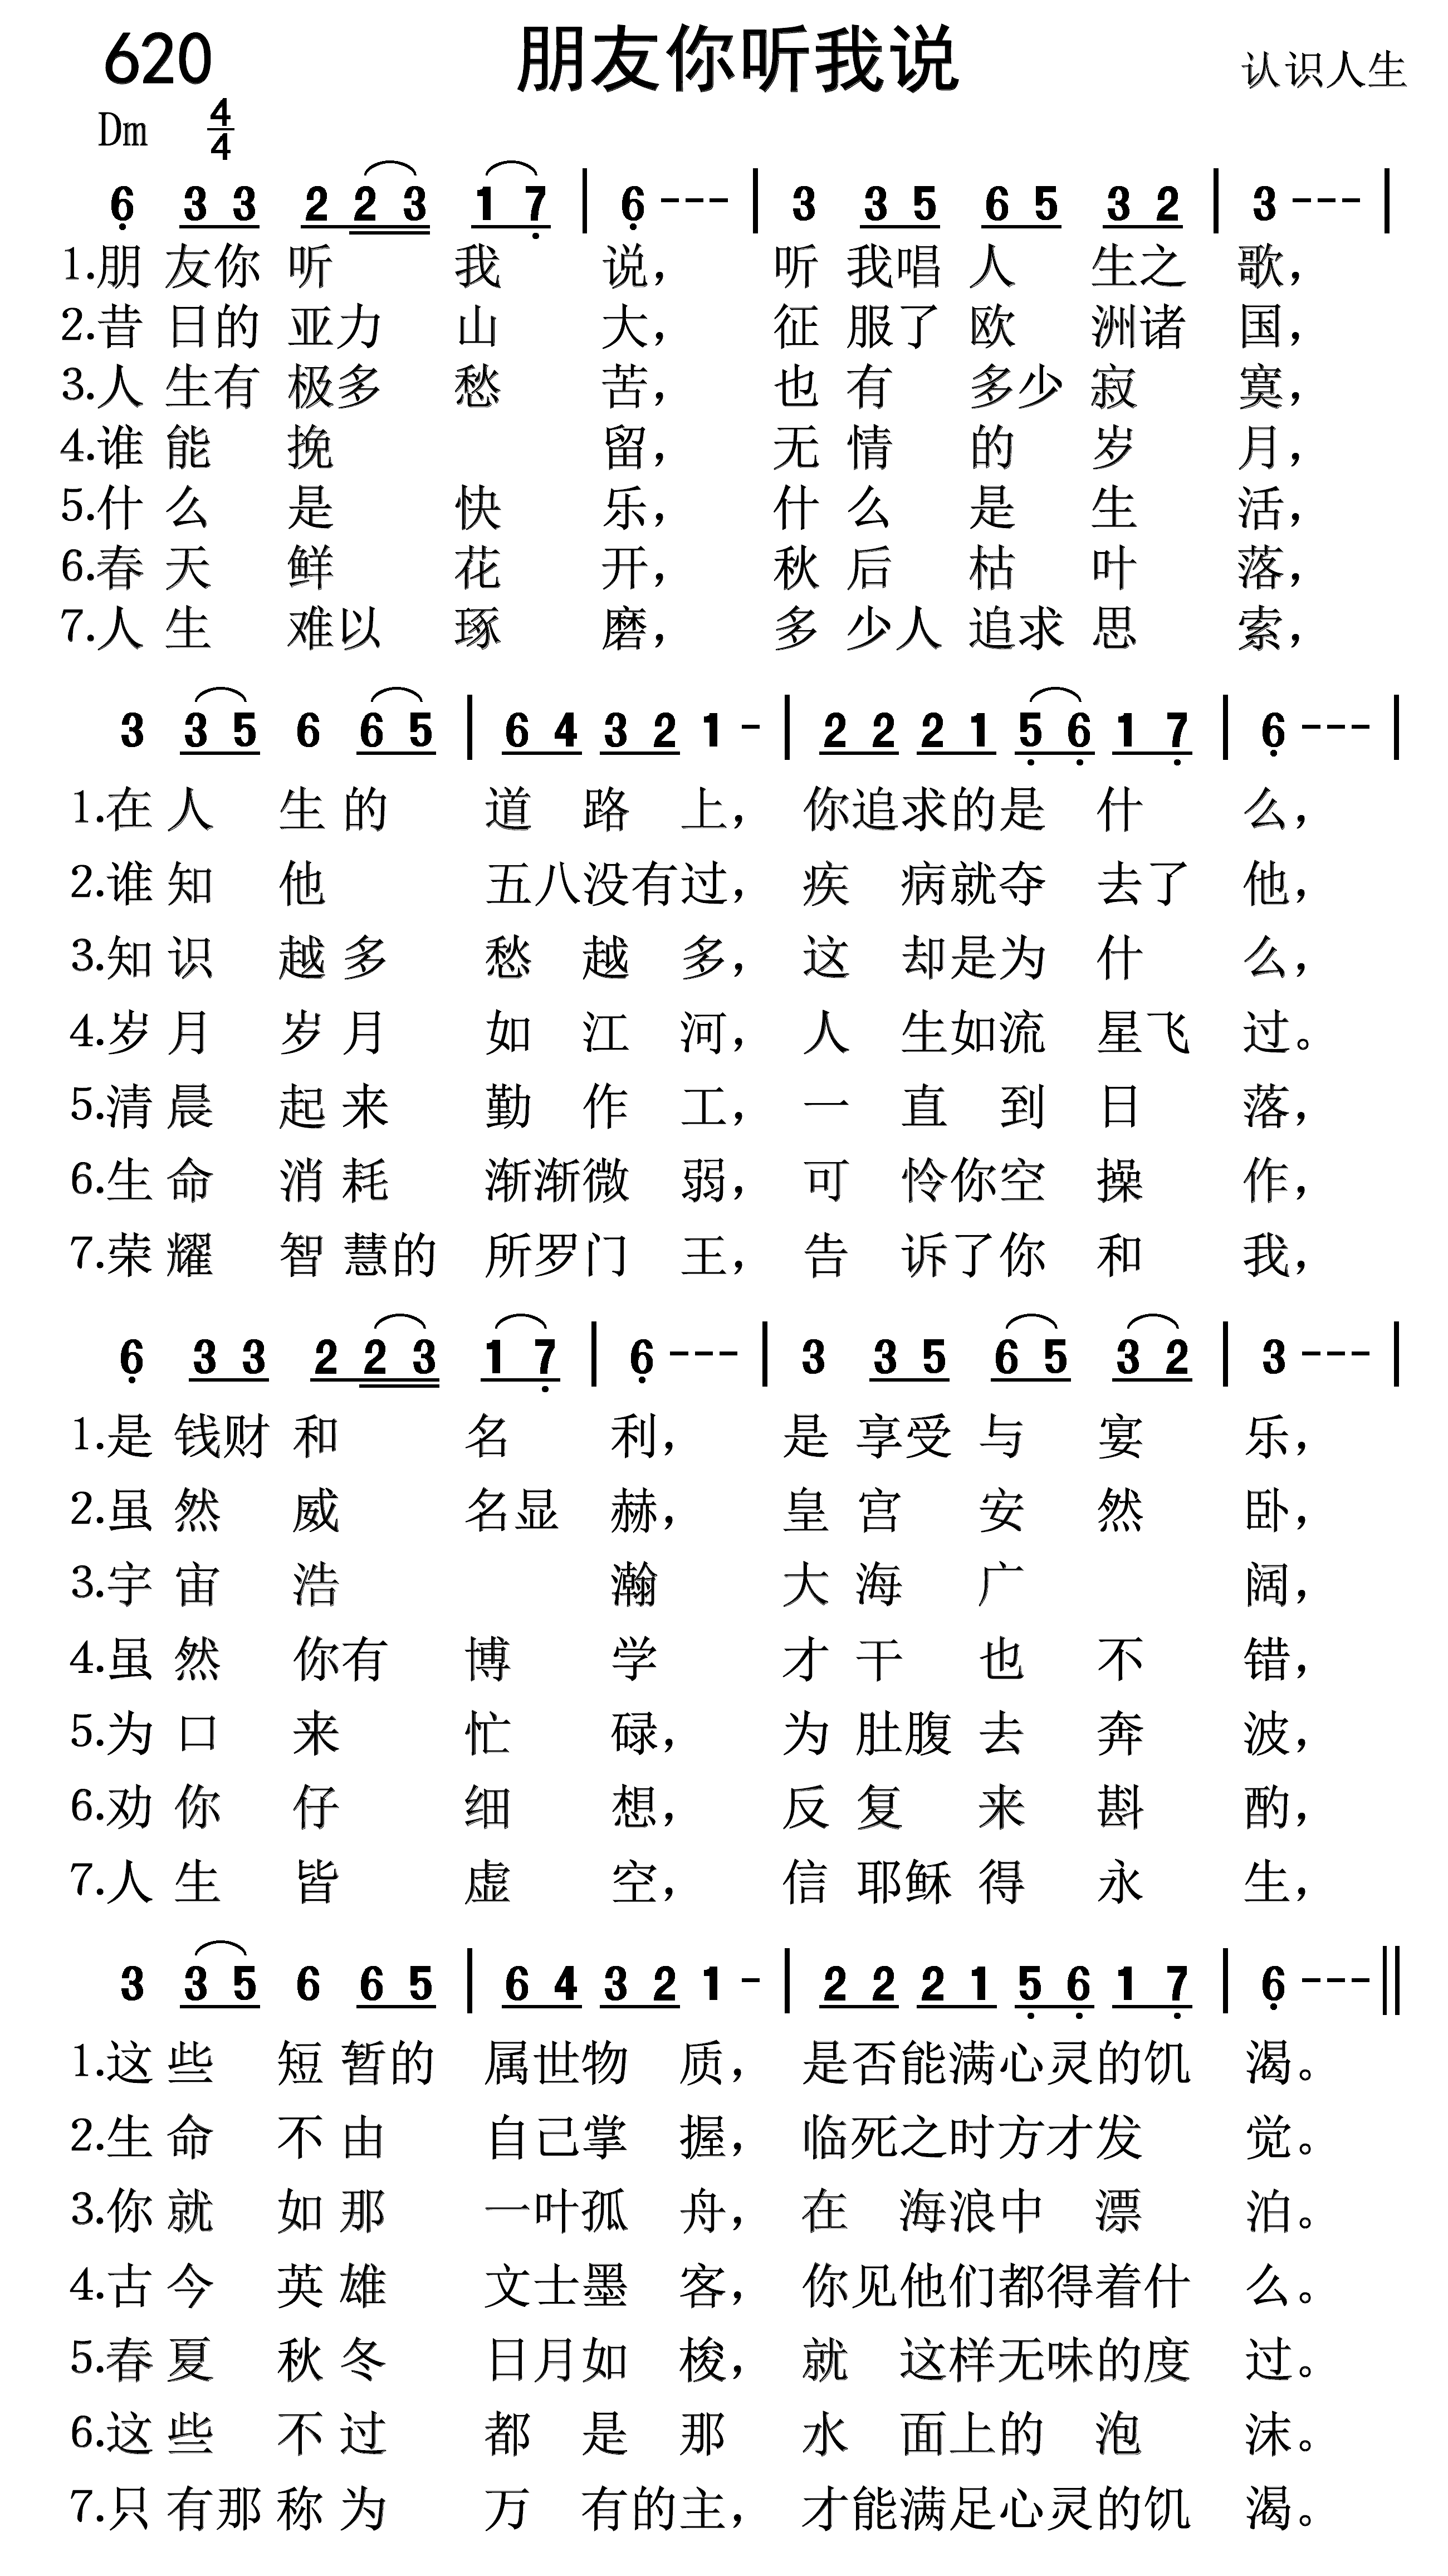 620 朋友你听我说 认识人生
Dm 4/4
6 3 3 2 2 3 1 7 | 6 - - - | 3 3 5 6 5 3 2 | 3 - - - |
1.朋友你听我说，听我唱人生之歌，
2.昔日的亚力山大，征服了欧洲诸国，
3.人生有极多愁苦，也有多少寂寞，
4.谁能挽留，无情的岁月，
5.什么是快乐，什么是生活，
6.春天鲜花开，秋后枯叶落，
7.人生难以琢磨，多少人追求思索，
3 3 5 6 6 5 | 6 4 3 2 1 - | 2 2 2 1 5 6 1 7 | 6 - - - |
1.在人生的道路上，你追求的是什么，
2.谁知他五八没有过，疾病就夺去了他，
3.知识越多愁越多，这却是为什么，
4.岁月岁月如江河，人生如流星飞过。
5.清晨起来勤作工，一直到日落，
6.生命消耗渐渐微弱，可怜你空操作，
7.荣耀智慧的所罗门王，告诉了你和我，
6 3 3 2 2 3 1 7 | 6 - - - | 3 3 5 6 5 3 2 | 3 - - - |
1.是钱财和名利，是享受与宴乐，
2.虽然威名显赫，皇宫安然卧，
3.宇宙浩瀚大海广阔，
4.虽然你有博学才干也不错，
5.为口来忙碌，为肚腹去奔波，
6.劝你仔细想，反复来斟酌，
7.人生皆虚空，信耶稣得永生，
3 3 5 6 6 5 | 6 4 3 2 1 - | 2 2 2 1 5 6 1 7 | 6 - - - ||
1.这些短暂的属世物质，是否能满心灵的饥渴。
2.生命不由自己掌握，临死之时方才发觉。
3.你就如那一叶孤舟，在海浪中漂泊。
4.古今英雄文士墨客，你见他们都得着什么。
5.春夏秋冬日月如梭，就这样无味的度过。
6.这些不过都是那水面上的泡沫。
7.只有那称为万有的主，才能满足心灵的饥渴。